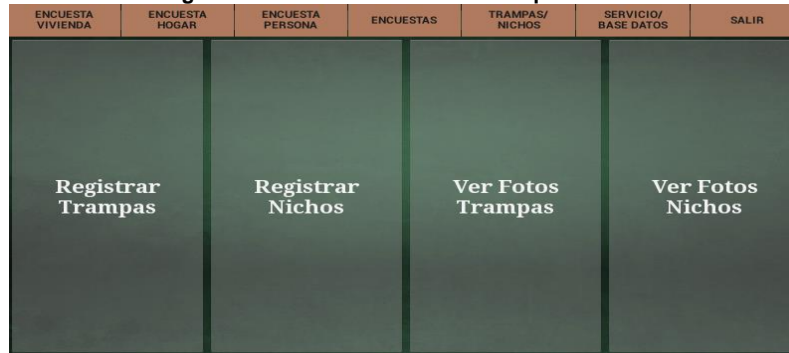 ENCUESTA
VIVIENDA
ENCUESTA
HOGAR
ENCUESTA
PERSONA
ENCUESTAS
TRAMPAS/
NICHOS
SERVICIO/
BASE DATOS
SALIR
Registrar
Trampas
Registrar
Nichos
Ver Fotos
Trampas
Ver Fotos
Nichos